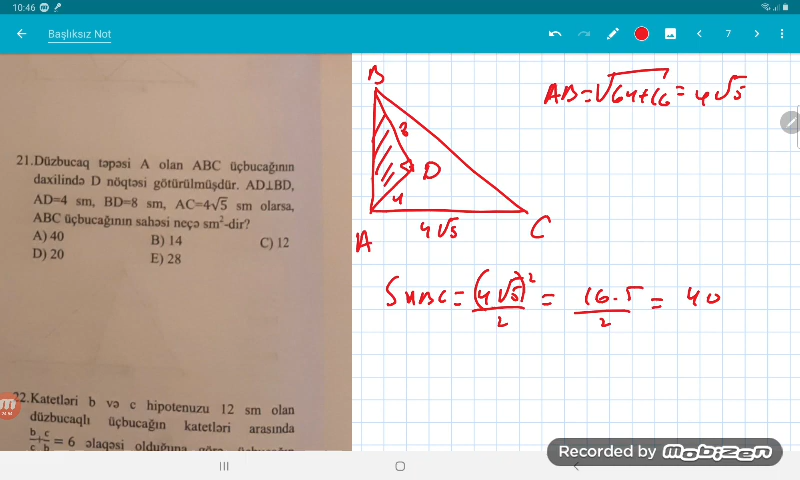 10:46
Başlıksız Not
7
21.Düzbucaq təpəsi A olan ABC üçbucağının
daxilində D nöqtəsi götürülmüşdür. AD⊥BD,
AD=4 sm, BD=8 sm, AC=4√5 sm olarsa,
ABC üçbucağının sahəsi neçə sm²-dir?
A) 40 B) 14 C) 12
D) 20 E) 28
22.Katetləri b və c hipotenuzu 12 sm olan
düzbucaqlı üçbucağın katetləri arasında
b/c + c/b = 6 əlaqəsi olduğuna görə
B
8
D
4
A
4√5
C
AB=√64+16=4√5
SABC=(4√5)²/2=16·5/2=40
Recorded by mobizen